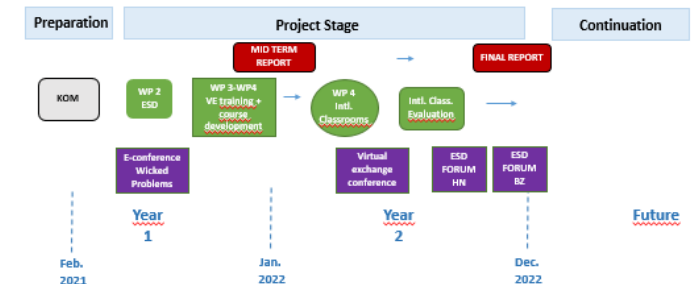 Preparation
Project Stage
Continuation
MID TERM
REPORT
FINAL REPORT
KOM
WP 2
ESD
WP 3-WP4
VE training +
course
development
WP 4
Intl.
Classrooms
Intl. Class.
Evaluation
E-conference
Wicked
Problems
Virtual
exchange
conference
ESD
FORUM
HN
ESD
FORUM
BZ
Year
1
Year
2
Future
Feb.
2021
Jan.
2022
Dec.
2022